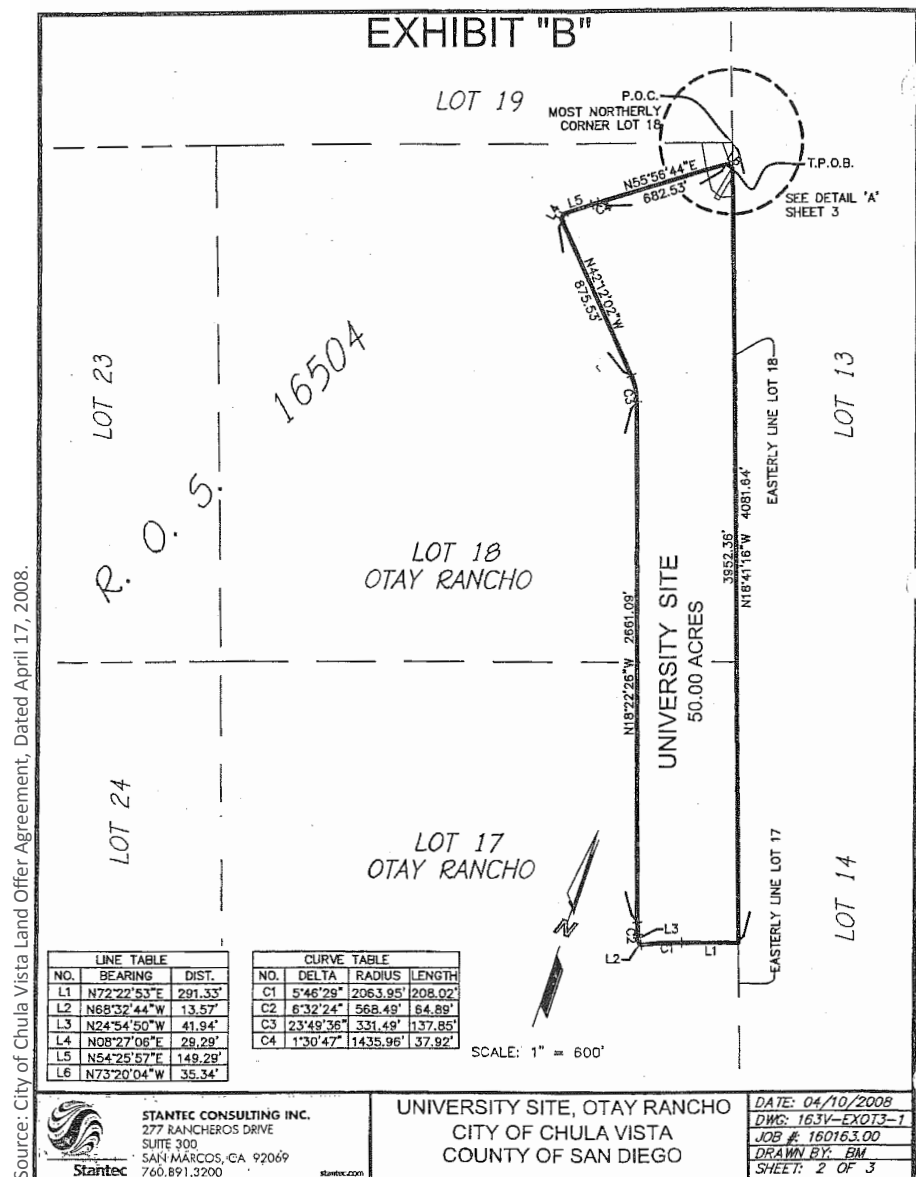 EXHIBIT "B"
LOT 19
P.O.C.
MOST NORTHERLY
CORNER LOT 18
T.P.O.B.
SEE DETAIL 'A'
SHEET 3
N55°56'44"E
682.53'
L5
C4
L4
N42°12'02"W
875.53'
C3
LOT 23
16504
R. O. S.
EASTERLY LINE LOT 18
LOT 13
LOT 18
OTAY RANCHO
N18°22'26"W 2661.09'
UNIVERSITY SITE
50.00 ACRES
3952.36'
N18°41'16"W 4081.64'
LOT 24
LOT 17
OTAY RANCHO
N
EASTERLY LINE LOT 17
LOT 14
C2
L3
L2
C1
L1
LINE TABLE
NO. BEARING DIST.
L1 N72°22'53"E 291.33'
L2 N68°32'44"W 13.57'
L3 N24°54'50"W 41.94'
L4 N08°27'06"E 29.29'
L5 N54°25'57"E 149.29'
L6 N73°20'04"W 35.34'
CURVE TABLE
NO. DELTA RADIUS LENGTH
C1 5°46'29" 2063.95' 208.02'
C2 6°32'24" 568.49' 64.89'
C3 23°49'36" 331.49' 137.85'
C4 1°30'47" 1435.96' 37.92'
SCALE: 1" = 600'
Stantec
STANTEC CONSULTING INC.
277 RANCHEROS DRIVE
SUITE 300
SAN MARCOS, CA 92069
760.891.3200 stantec.com
UNIVERSITY SITE, OTAY RANCHO
CITY OF CHULA VISTA
COUNTY OF SAN DIEGO
DATE: 04/10/2008
DWG: 163V-EXOT3-1
JOB #: 160163.00
DRAWN BY: BM
SHEET: 2 OF 3
Source: City of Chula Vista Land Offer Agreement, Dated April 17, 2008.